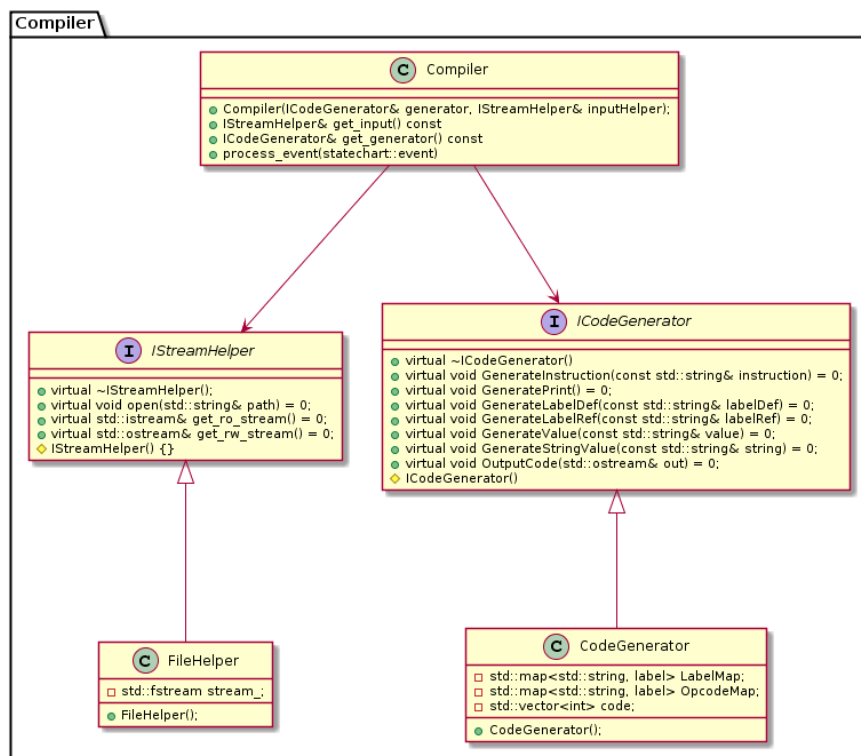 Compiler
C Compiler
Compiler(ICodeGenerator& generator, IStreamHelper& inputHelper);
IStreamHelper& get_input() const
ICodeGenerator& get_generator() const
process_event(statechart::event)
I IStreamHelper
virtual ~IStreamHelper();
virtual void open(std::string& path) = 0;
virtual std::istream& get_ro_stream() = 0;
virtual std::ostream& get_rw_stream() = 0;
IStreamHelper() {}
I ICodeGenerator
virtual ~ICodeGenerator()
virtual void GenerateInstruction(const std::string& instruction) = 0;
virtual void GeneratePrint() = 0;
virtual void GenerateLabelDef(const std::string& labelDef) = 0;
virtual void GenerateLabelRef(const std::string& labelRef) = 0;
virtual void GenerateValue(const std::string& value) = 0;
virtual void GenerateStringValue(const std::string& string) = 0;
virtual void OutputCode(std::ostream& out) = 0;
ICodeGenerator()
C FileHelper
std::fstream stream_;
FileHelper();
C CodeGenerator
std::map<std::string, label> LabelMap;
std::map<std::string, label> OpcodeMap;
std::vector<int> code;
CodeGenerator();